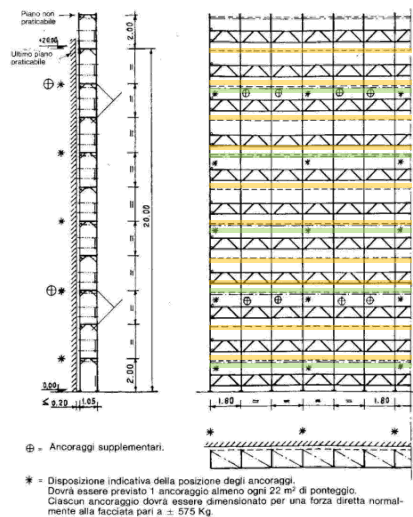 Piano non
praticabile
+20.00
Ultimo piano
praticabile
2.00
=
=
=
=
20.00
=
=
=
=
2.00
0.00
≤ 0.20
1.05
1.80
=
=
=
=
1.80
⊕ = Ancoraggi supplementari.
✳ = Disposizione indicativa della posizione degli ancoraggi.
Dovrà essere previsto 1 ancoraggio almeno ogni 22 m² di ponteggio.
Ciascun ancoraggio dovrà essere dimensionato per una forza diretta normal-
mente alla facciata pari a ± 575 Kg.